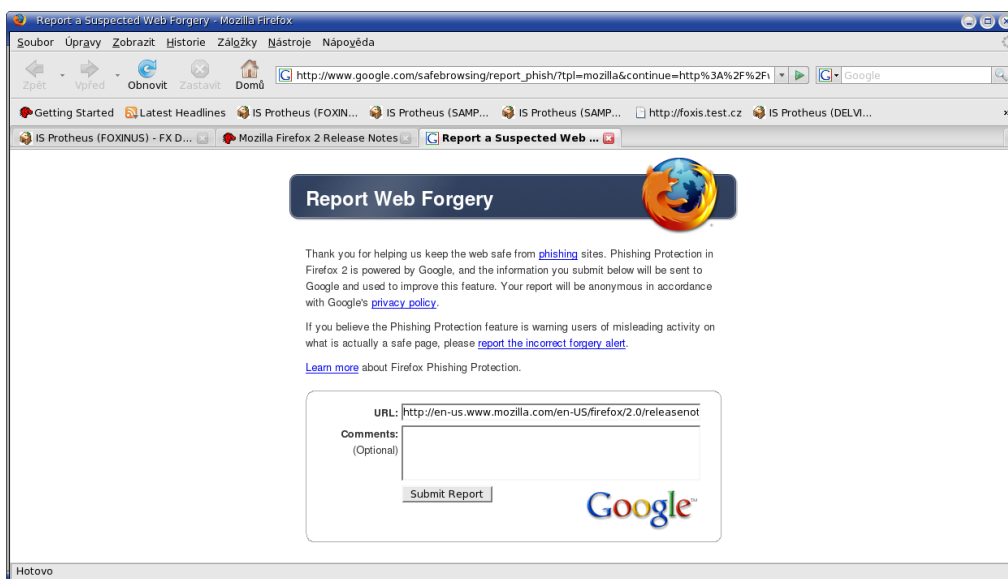 Report a Suspected Web Forgery - Mozilla Firefox
Soubor Úpravy Zobrazit Historie Záložky Nástroje Nápověda
Zpět Vpřed Obnovit Zastavit Domů http://www.google.com/safebrowsing/report_phish/?tpl=mozilla&continue=http%3A%2F%2F Google
Getting Started Latest Headlines IS Protheus (FOXIN... IS Protheus (SAMP... IS Protheus (SAMP... http://foxis.test.cz IS Protheus (DELVI...
IS Protheus (FOXINUS) - FX D... Mozilla Firefox 2 Release Notes Report a Suspected Web ...
Report Web Forgery
Thank you for helping us keep the web safe from phishing sites. Phishing Protection in
Firefox 2 is powered by Google, and the information you submit below will be sent to
Google and used to improve this feature. Your report will be anonymous in accordance
with Google's privacy policy.
If you believe the Phishing Protection feature is warning users of misleading activity on
what is actually a safe page, please report the incorrect forgery alert.
Learn more about Firefox Phishing Protection.
URL: http://en-us.www.mozilla.com/en-US/firefox/2.0/releasenot
Comments:
(Optional)
Submit Report
Google™
Hotovo